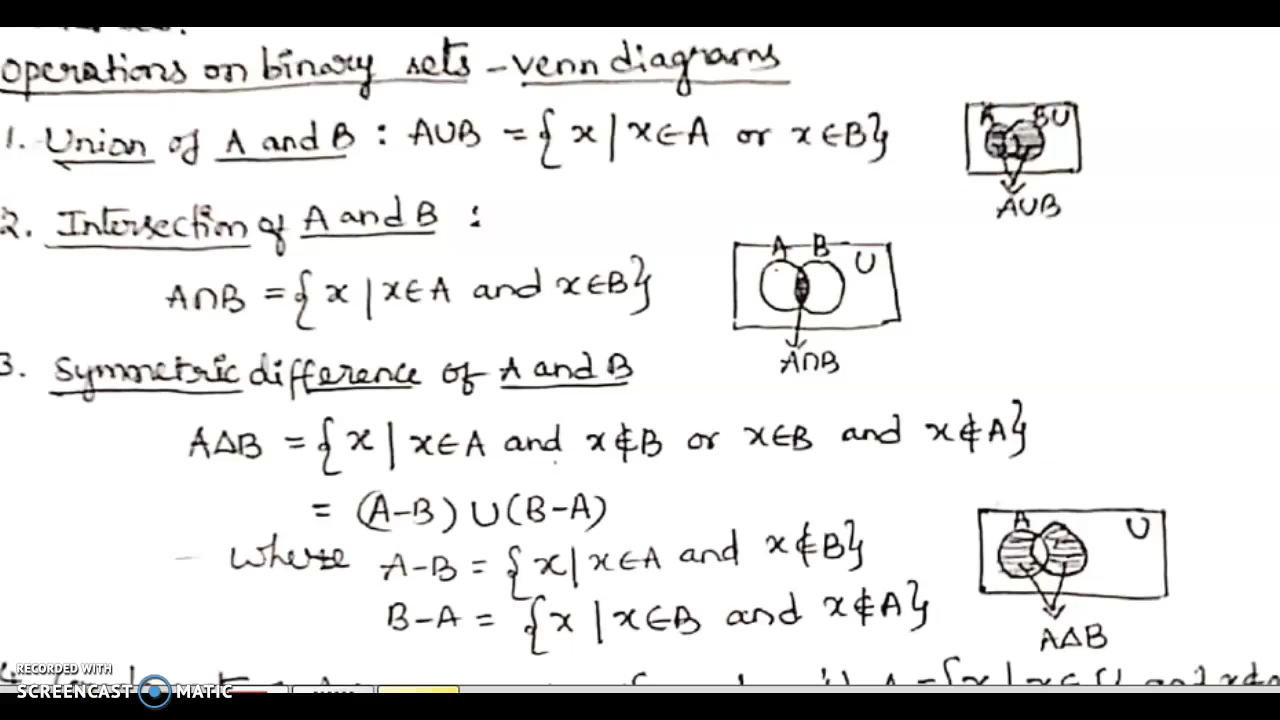 operations on binary sets - venn diagrams
1. Union of A and B : A∪B = { x | x∈A or x∈B}
A B U
A∪B
2. Intersection of A and B :
A B U
A∩B = { x | x∈A and x∈B}
A∩B
3. Symmetric difference of A and B
A∆B = { x | x∈A and x∉B or x∈B and x∉A}
= (A-B) ∪ (B-A)
A U
where A-B = { x | x∈A and x∉B}
B-A = { x | x∈B and x∉A}
A∆B
RECORDED WITH
SCREENCAST MATIC